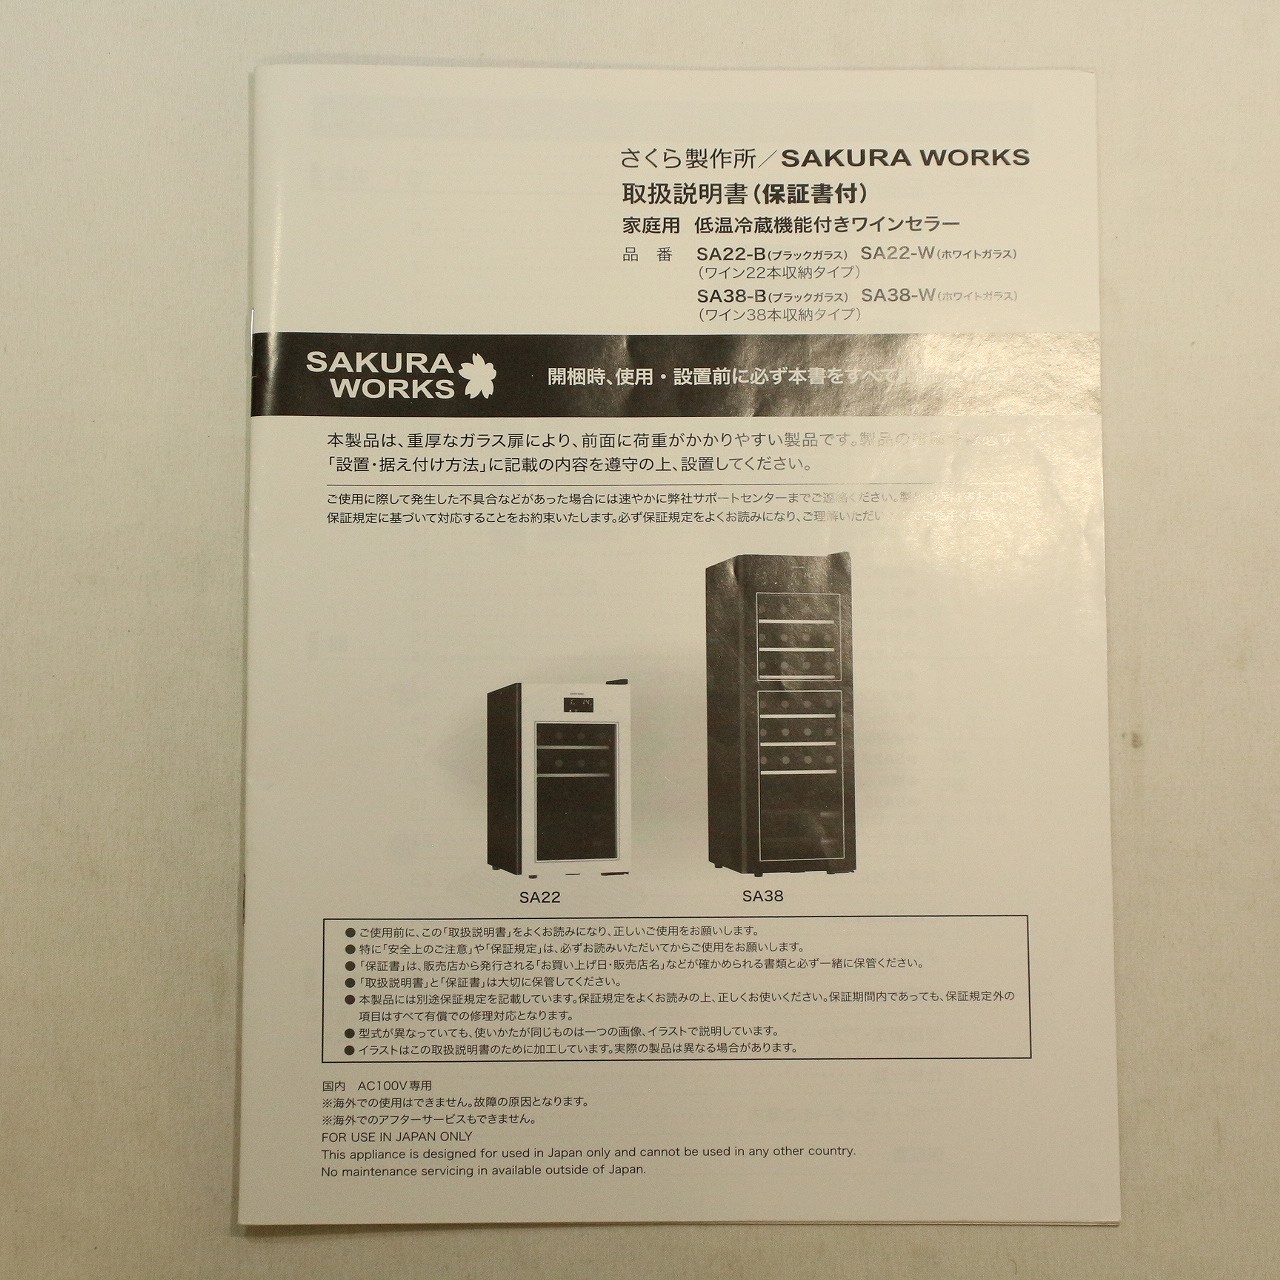 さくら製作所／SAKURA WORKS
取扱説明書（保証書付）
家庭用 低温冷蔵機能付きワインセラー
品 番 SA22-B（ブラックガラス） SA22-W（ホワイトガラス）
（ワイン22本収納タイプ）
SA38-B（ブラックガラス） SA38-W（ホワイトガラス）
（ワイン38本収納タイプ）
SAKURA
WORKS
開梱時、使用・設置前に必ず本書をすべて
本製品は、重厚なガラス扉により、前面に荷重がかかりやすい製品です。製品の
「設置・据え付け方法」に記載の内容を遵守の上、設置してください。
ご使用に際して発生した不具合などがあった場合には速やかに弊社サポートセンターまでご連絡ください。
保証規定に基づいて対応することをお約束いたします。必ず保証規定をよくお読みになり、ご理解いただい
SA22
SA38
●ご使用前に、この「取扱説明書」をよくお読みになり、正しいご使用をお願いします。
●特に「安全上のご注意」や「保証規定」は、必ずお読みいただいてからご使用をお願いします。
●「保証書」は、販売店から発行される「お買い上げ日・販売店名」などが確かめられる書類と必ず一緒に保管ください。
●「取扱説明書」と「保証書」は大切に保管してください。
●本製品には別途保証規定を記載しています。保証規定をよくお読みの上、正しくお使いください。保証期間内であっても、保証規定外の
項目はすべて有償での修理対応となります。
●型式が異なっていても、使いかたが同じものは一つの画像、イラストで説明しています。
●イラストはこの取扱説明書のために加工しています。実際の製品は異なる場合があります。
国内 AC100V専用
※海外での使用はできません。故障の原因となります。
※海外でのアフターサービスもできません。
FOR USE IN JAPAN ONLY
This appliance is designed for used in Japan only and cannot be used in any other country.
No maintenance servicing in available outside of Japan.